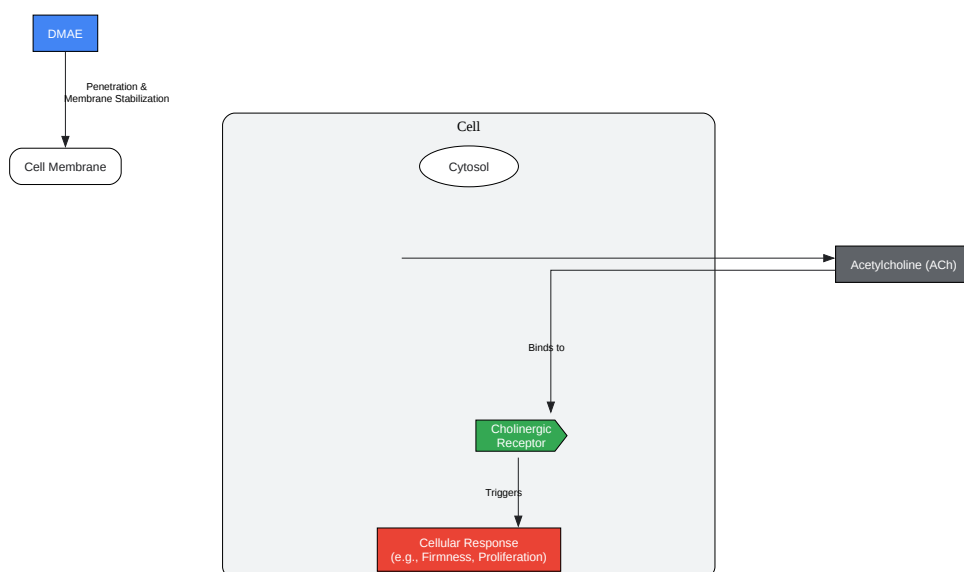 DMAE
Penetration &
Membrane Stabilization
Cell Membrane
Cell
Cytosol
Acetylcholine (ACh)
Binds to
Cholinergic
Receptor
Triggers
Cellular Response
(e.g., Firmness, Proliferation)